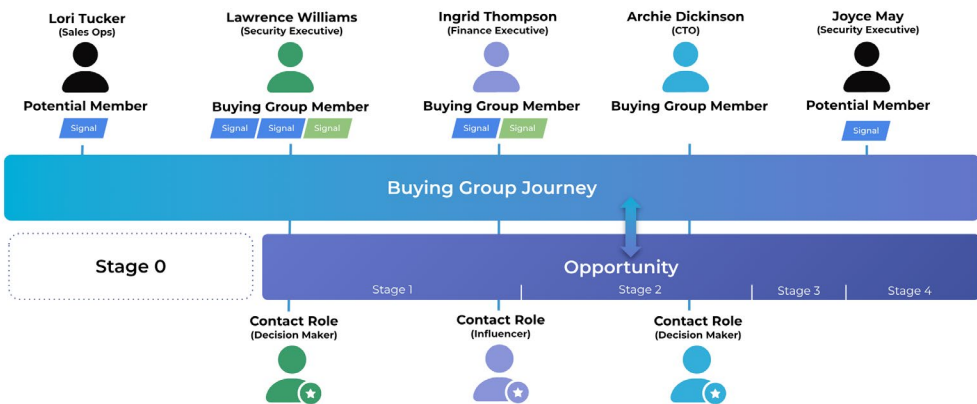 Lori Tucker
(Sales Ops)
Potential Member
Signal
Lawrence Williams
(Security Executive)
Buying Group Member
Signal Signal Signal
Ingrid Thompson
(Finance Executive)
Buying Group Member
Signal Signal
Archie Dickinson
(CTO)
Buying Group Member
Joyce May
(Security Executive)
Potential Member
Signal
Buying Group Journey
Stage 0
Opportunity
Stage 1 Stage 2 Stage 3 Stage 4
Contact Role
(Decision Maker)
Contact Role
(Influencer)
Contact Role
(Decision Maker)